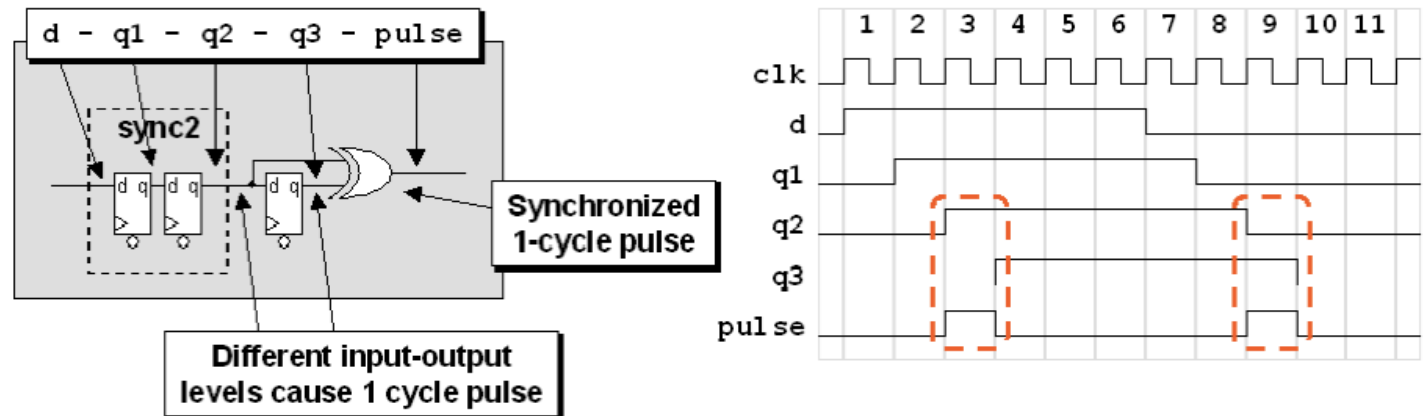 d - q1 - q2 - q3 - pulse
sync2
d q
d q
d q
Synchronized
1-cycle pulse
Different input-output
levels cause 1 cycle pulse
1 2 3 4 5 6 7 8 9 10 11
clk
d
q1
q2
q3
pulse